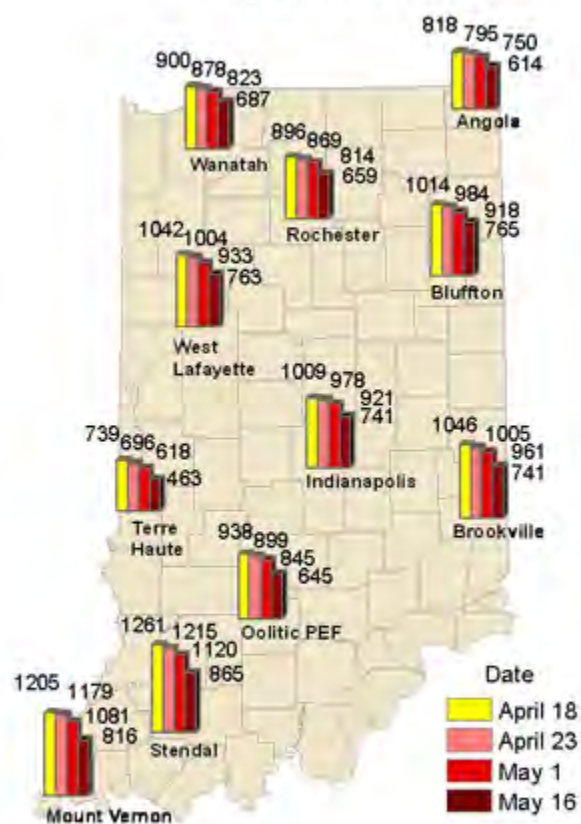 818 795 750
614
Angola
900 878 823
687
Wanatah
896 869
814
659
Rochester
1014 984
918
765
Bluffton
1042 1004
933
763
West
Lafayette
1009 978
921
741
Indianapolis
1046 1005
961
741
Brookville
739 696 618
463
Terre
Haute
938 899
845
645
Oolitic PEF
1261 1215
1120
865
Stendal
1205 1179
1081
816
Mount Vernon
Date
April 18
April 23
May 1
May 16